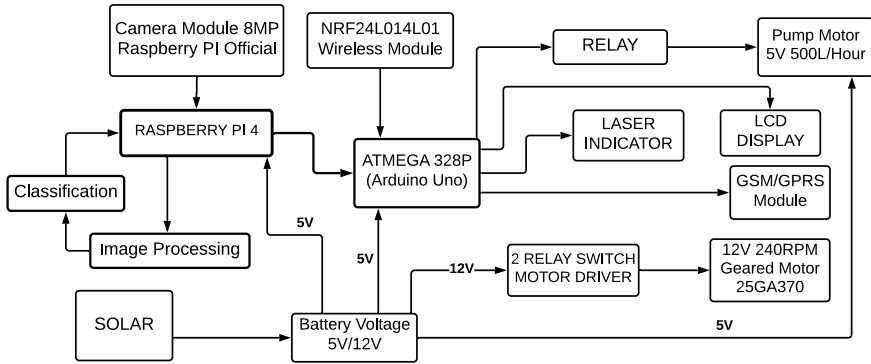 Camera Module 8MP
Raspberry PI Official
NRF24L014L01
Wireless Module
RELAY
Pump Motor
5V 500L/Hour
RASPBERRY PI 4
ATMEGA 328P
(Arduino Uno)
LASER
INDICATOR
LCD
DISPLAY
Classification
GSM/GPRS
Module
Image Processing
5V
5V
12V
2 RELAY SWITCH
MOTOR DRIVER
12V 240RPM
Geared Motor
25GA370
SOLAR
Battery Voltage
5V/12V
5V